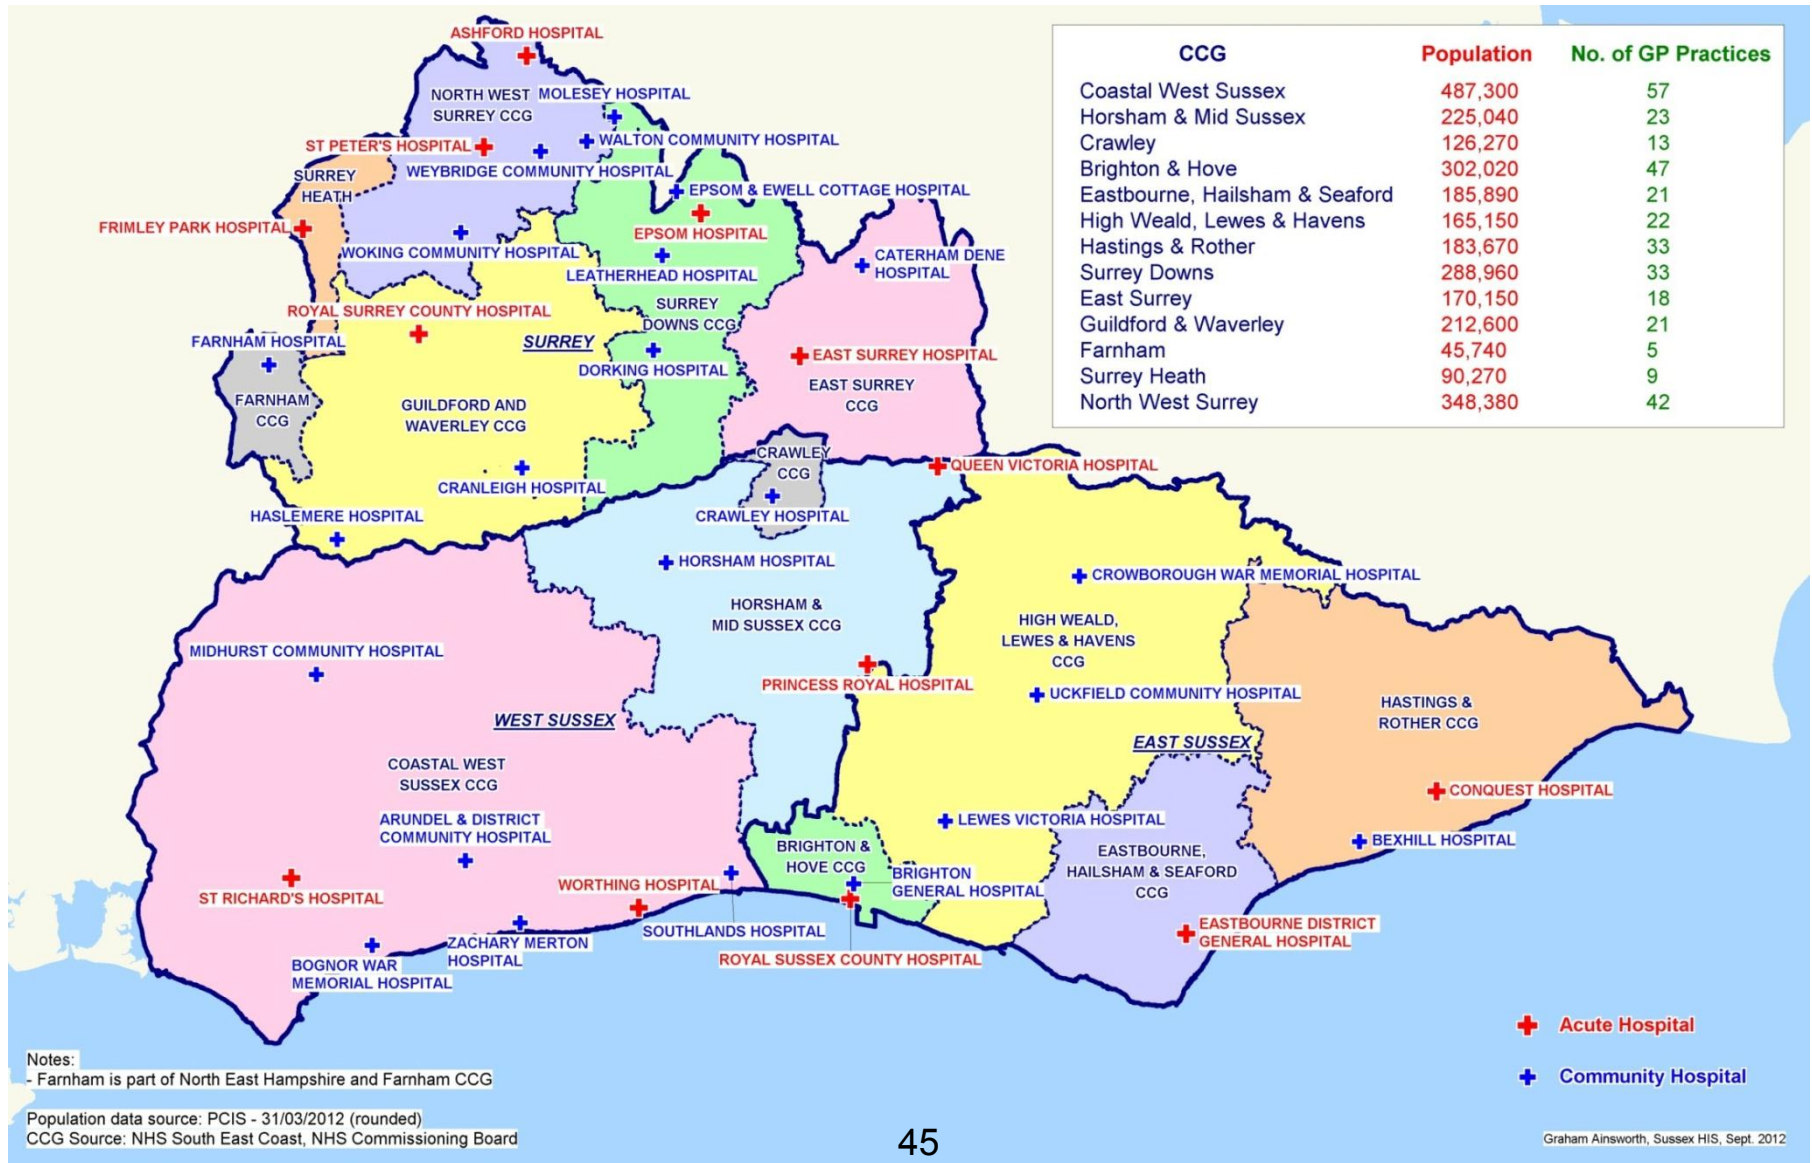 ASHFORD HOSPITAL
NORTH WEST
SURREY CCG
MOLESEY HOSPITAL
WALTON COMMUNITY HOSPITAL
ST PETER'S HOSPITAL
WEYBRIDGE COMMUNITY HOSPITAL
SURREY
HEATH
EPSOM & EWELL COTTAGE HOSPITAL
FRIMLEY PARK HOSPITAL
EPSOM HOSPITAL
WOKING COMMUNITY HOSPITAL
LEATHERHEAD HOSPITAL
CATERHAM DENE
HOSPITAL
ROYAL SURREY COUNTY HOSPITAL
SURREY
DOWNS CCG
FARNHAM HOSPITAL
SURREY
EAST SURREY HOSPITAL
DORKING HOSPITAL
EAST SURREY
CCG
FARNHAM
CCG
GUILDFORD AND
WAVERLEY CCG
CRAWLEY
CCG
QUEEN VICTORIA HOSPITAL
CRANLEIGH HOSPITAL
HASLEMERE HOSPITAL
CRAWLEY HOSPITAL
HORSHAM HOSPITAL
CROWBOROUGH WAR MEMORIAL HOSPITAL
HORSHAM &
MID SUSSEX CCG
HIGH WEALD,
LEWES & HAVENS
CCG
MIDHURST COMMUNITY HOSPITAL
PRINCESS ROYAL HOSPITAL
UCKFIELD COMMUNITY HOSPITAL
HASTINGS &
ROTHER CCG
WEST SUSSEX
EAST SUSSEX
COASTAL WEST
SUSSEX CCG
CONQUEST HOSPITAL
ARUNDEL & DISTRICT
COMMUNITY HOSPITAL
LEWES VICTORIA HOSPITAL
BEXHILL HOSPITAL
BRIGHTON &
HOVE CCG
EASTBOURNE,
HAILSHAM & SEAFORD
CCG
BRIGHTON
GENERAL HOSPITAL
WORTHING HOSPITAL
ST RICHARD'S HOSPITAL
SOUTHLANDS HOSPITAL
EASTBOURNE DISTRICT
GENERAL HOSPITAL
ZACHARY MERTON
HOSPITAL
ROYAL SUSSEX COUNTY HOSPITAL
BOGNOR WAR
MEMORIAL HOSPITAL
CCG Population No. of GP Practices
Coastal West Sussex 487,300 57
Horsham & Mid Sussex 225,040 23
Crawley 126,270 13
Brighton & Hove 302,020 47
Eastbourne, Hailsham & Seaford 185,890 21
High Weald, Lewes & Havens 165,150 22
Hastings & Rother 183,670 33
Surrey Downs 288,960 33
East Surrey 170,150 18
Guildford & Waverley 212,600 21
Farnham 45,740 5
Surrey Heath 90,270 9
North West Surrey 348,380 42
Acute Hospital
Community Hospital
Notes:
- Farnham is part of North East Hampshire and Farnham CCG
Population data source: PCIS - 31/03/2012 (rounded)
CCG Source: NHS South East Coast, NHS Commissioning Board
45
Graham Ainsworth, Sussex HIS, Sept. 2012